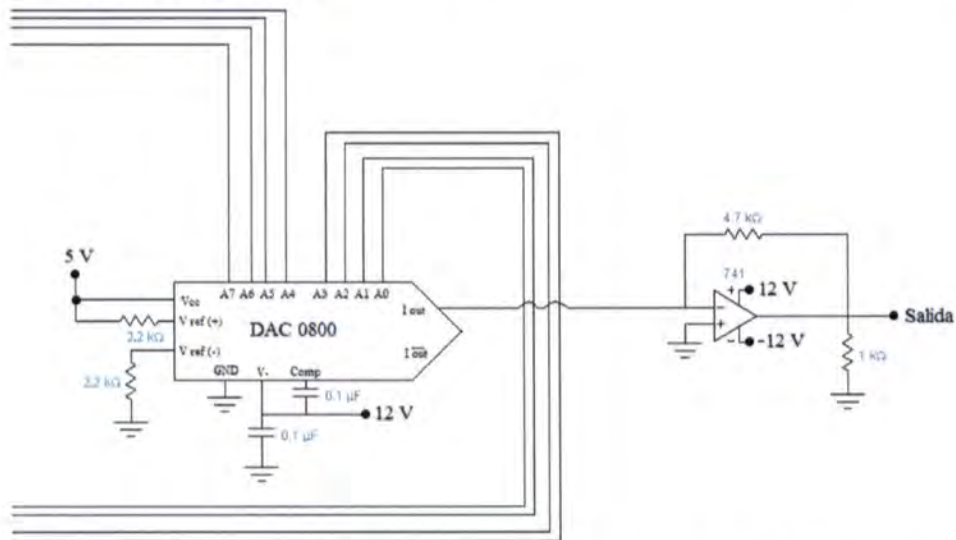 4.7 kΩ
5 V
A7 A6 A5 A4 A3 A2 A1 A0
741
+
12 V
Vcc
I out
-
V ref (+)
DAC 0800
+
Salida
2.2 kΩ
V ref (-)
I out
-
-12 V
1 kΩ
2.2 kΩ
GND
V-
Comp
0.1 µF
12 V
0.1 µF